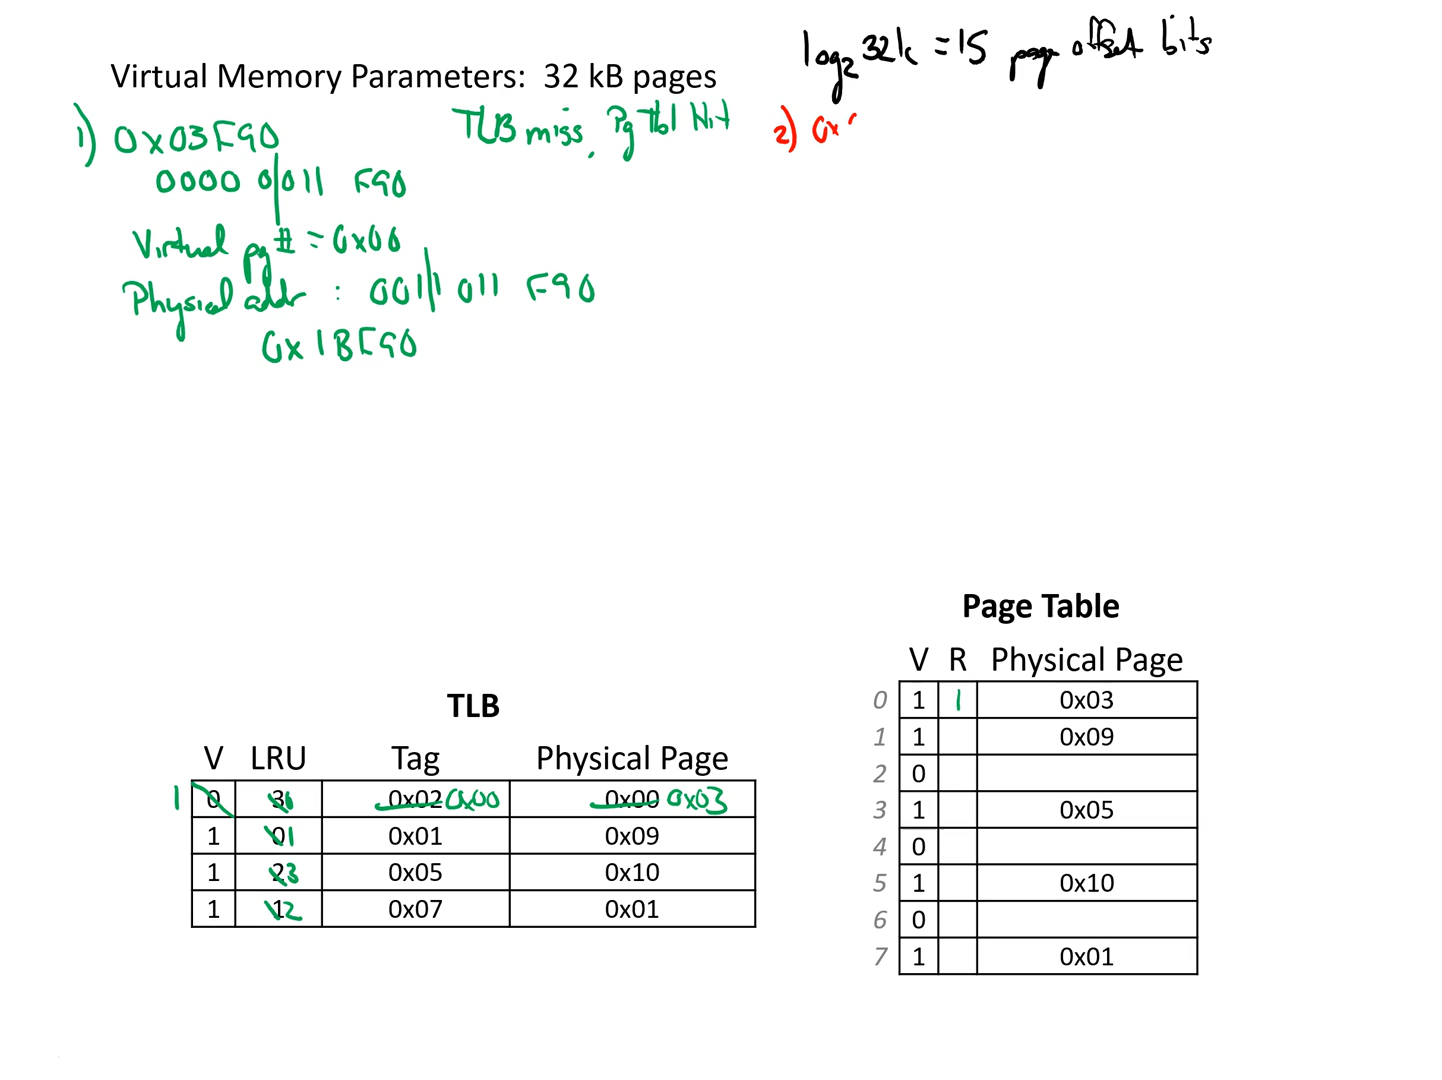 log2 32k = 15 page offset bits
Virtual Memory Parameters: 32 kB pages
1) 0x03F90
TLB miss, Pg Tbl Hit
2) 0x
0000 0|011 F90
Virtual pg # = 0x00
Physical addr : 0011|011 F90
0x1BF90
Page Table
V R Physical Page
0 1 1 0x03
1 1 0x09
2 0
3 1 0x05
4 0
5 1 0x10
6 0
7 1 0x01
TLB
V LRU Tag Physical Page
1 0 3 0 0x02 0x00 0x00 0x03
1 0 1 0x01 0x09
1 2 3 0x05 0x10
1 1 2 0x07 0x01